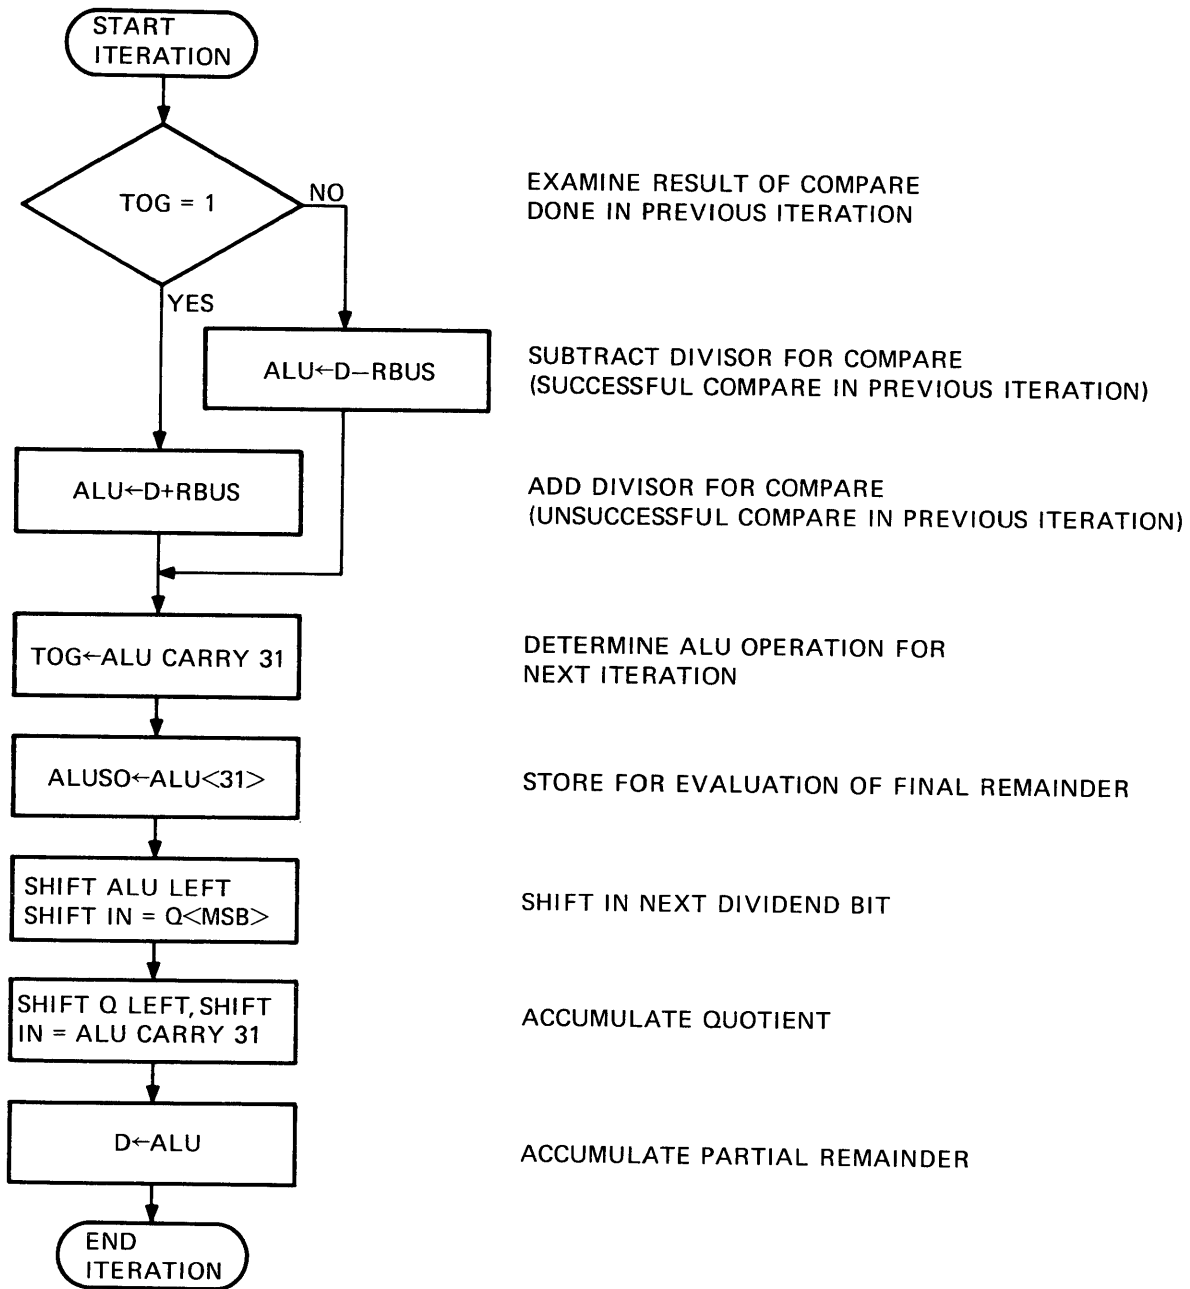 START
ITERATION
TOG = 1
NO
YES
EXAMINE RESULT OF COMPARE
DONE IN PREVIOUS ITERATION
ALU←D−RBUS
SUBTRACT DIVISOR FOR COMPARE
(SUCCESSFUL COMPARE IN PREVIOUS ITERATION)
ALU←D+RBUS
ADD DIVISOR FOR COMPARE
(UNSUCCESSFUL COMPARE IN PREVIOUS ITERATION)
TOG←ALU CARRY 31
DETERMINE ALU OPERATION FOR
NEXT ITERATION
ALUSO←ALU<31>
STORE FOR EVALUATION OF FINAL REMAINDER
SHIFT ALU LEFT
SHIFT IN = Q<MSB>
SHIFT IN NEXT DIVIDEND BIT
SHIFT Q LEFT, SHIFT
IN = ALU CARRY 31
ACCUMULATE QUOTIENT
D←ALU
ACCUMULATE PARTIAL REMAINDER
END
ITERATION